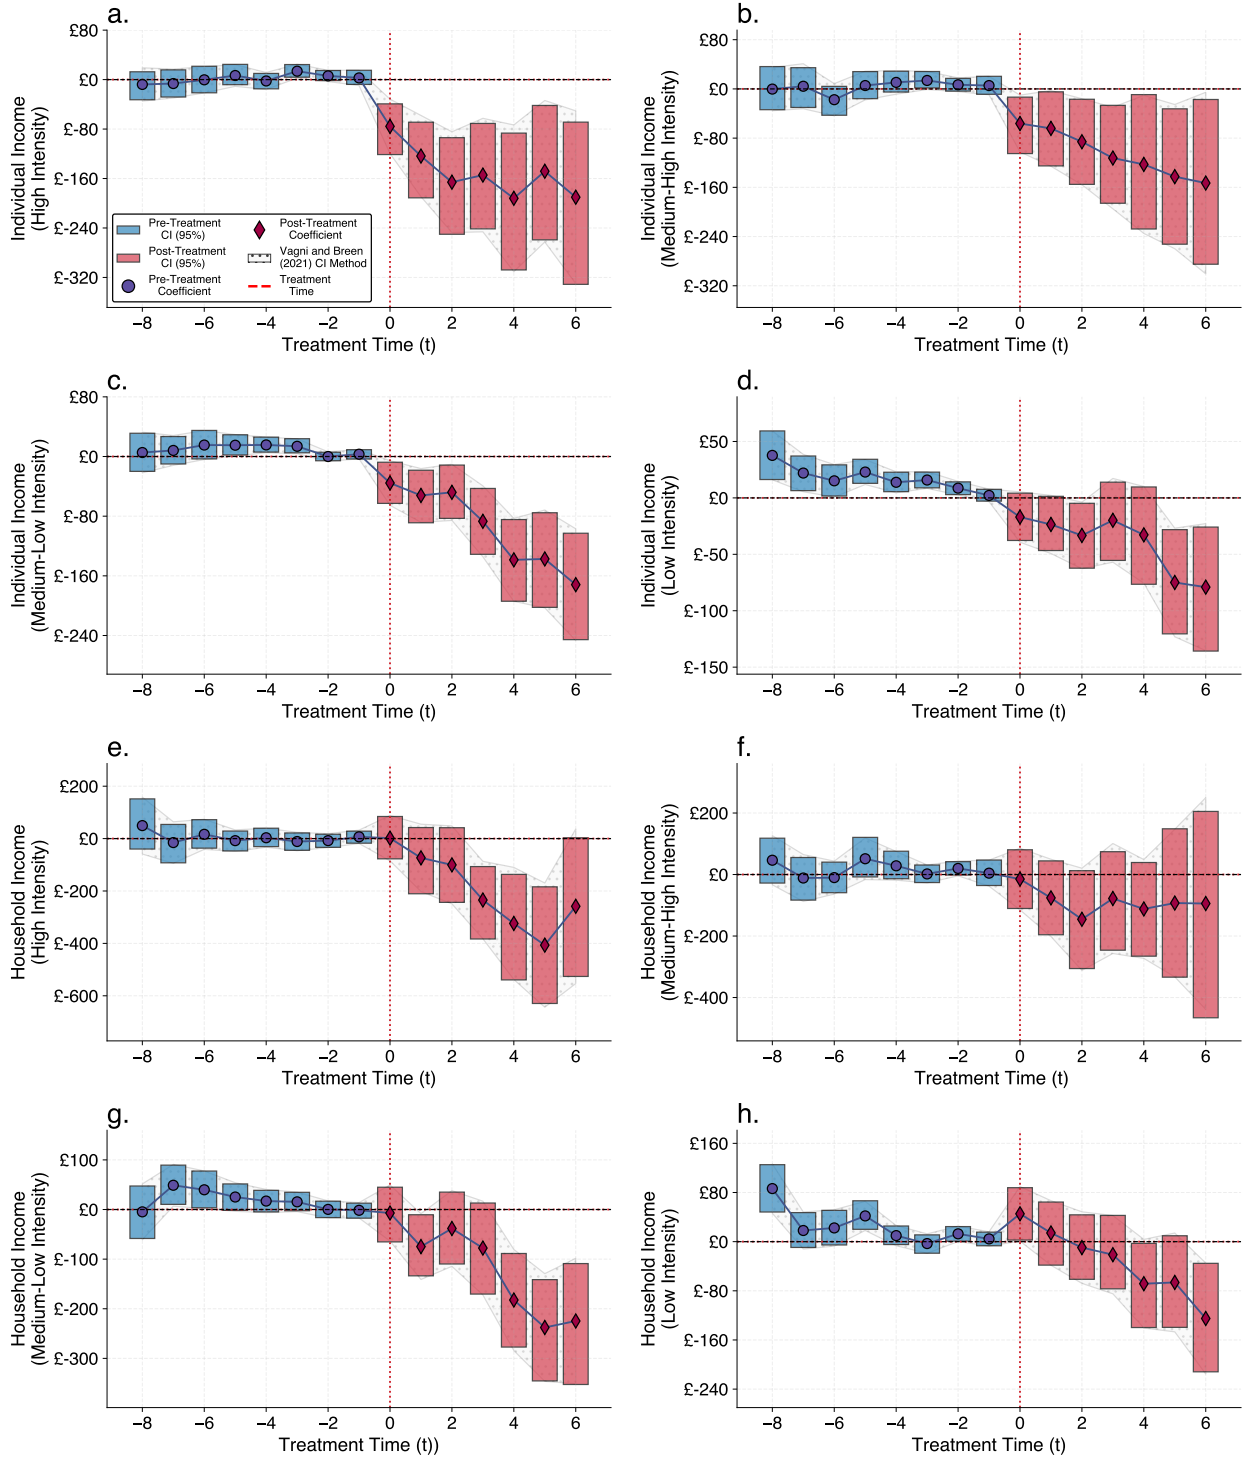 a.
£80
£0
£-80
£-160
£-240
£-320
Individual Income
(High Intensity)
Pre-Treatment
CI (95%)
Post-Treatment
CI (95%)
Pre-Treatment
Coefficient
Post-Treatment
Coefficient
Vagni and Breen
(2021) CI Method
Treatment
Time
−8 −6 −4 −2 0 2 4 6
Treatment Time (t)
b.
£80
£0
£-80
£-160
£-240
£-320
Individual Income
(Medium-High Intensity)
−8 −6 −4 −2 0 2 4 6
Treatment Time (t)
c.
£80
£0
£-80
£-160
£-240
Individual Income
(Medium-Low Intensity)
−8 −6 −4 −2 0 2 4 6
Treatment Time (t)
d.
£50
£0
£-50
£-100
£-150
Individual Income
(Low Intensity)
−8 −6 −4 −2 0 2 4 6
Treatment Time (t)
e.
£200
£0
£-200
£-400
£-600
Household Income
(High Intensity)
−8 −6 −4 −2 0 2 4 6
Treatment Time (t)
f.
£200
£0
£-200
£-400
Household Income
(Medium-High Intensity)
−8 −6 −4 −2 0 2 4 6
Treatment Time (t)
g.
£100
£0
£-100
£-200
£-300
Household Income
(Medium-Low Intensity)
−8 −6 −4 −2 0 2 4 6
Treatment Time (t))
h.
£160
£80
£0
£-80
£-160
£-240
Household Income
(Low Intensity)
−8 −6 −4 −2 0 2 4 6
Treatment Time (t)